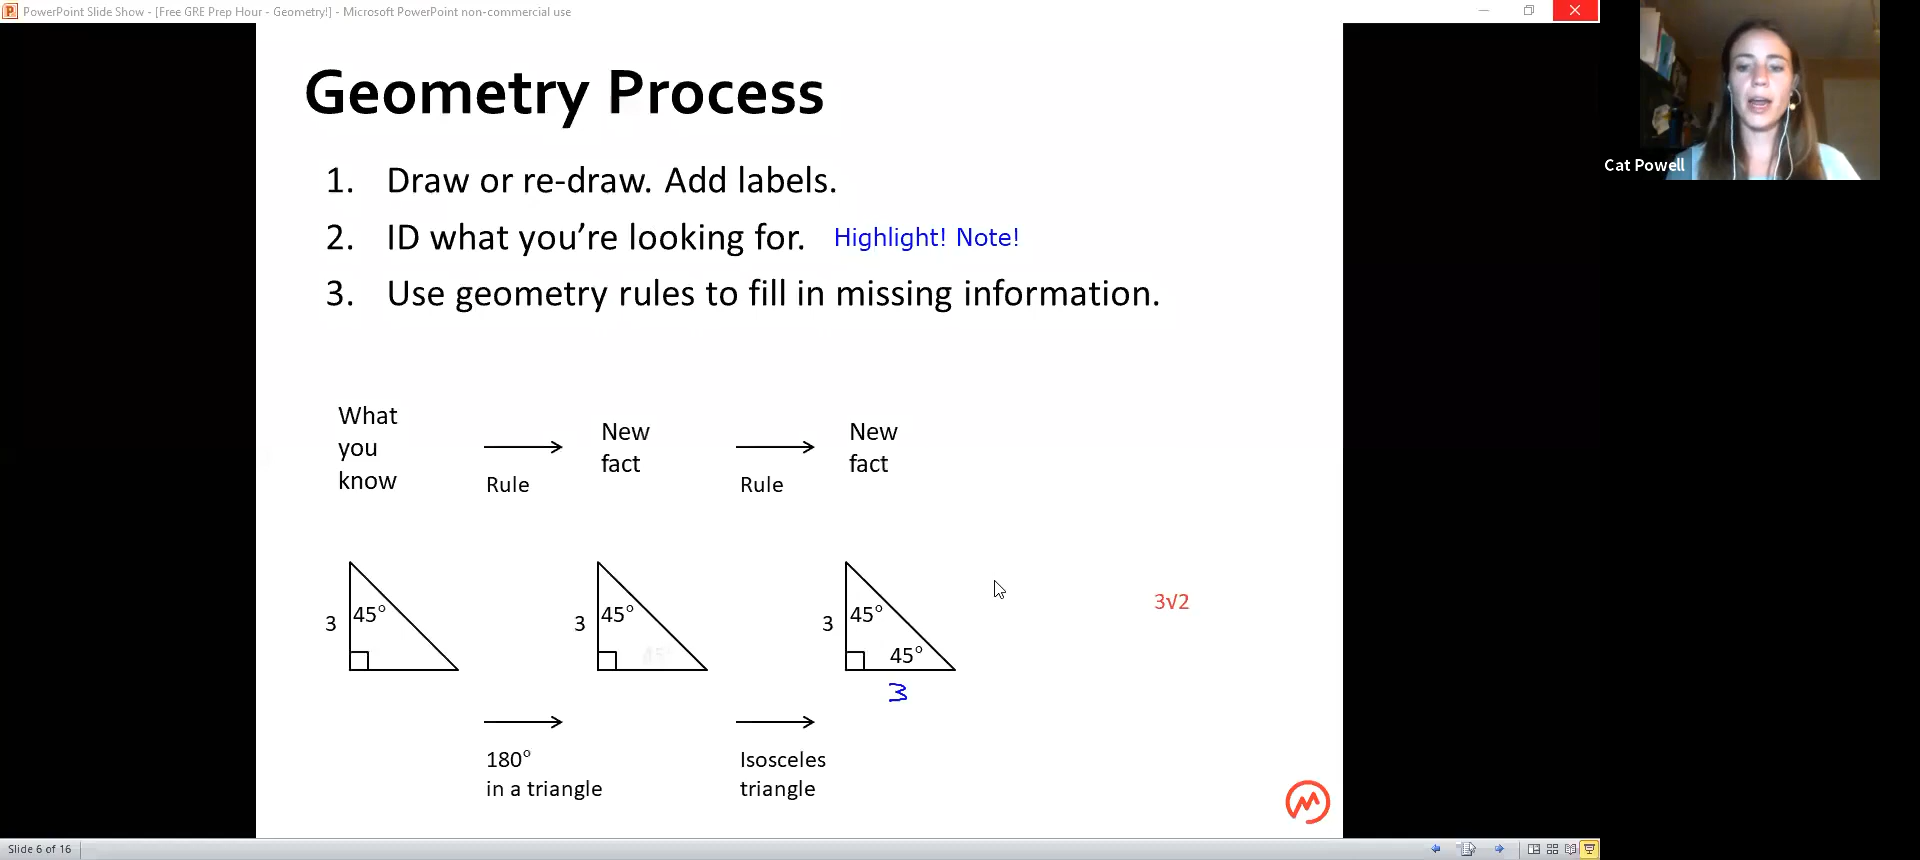 PowerPoint Slide Show - [Free GRE Prep Hour - Geometry!] - Microsoft PowerPoint non-commercial use
Geometry Process
1. Draw or re-draw. Add labels.
2. ID what you're looking for. Highlight! Note!
3. Use geometry rules to fill in missing information.
What
you
know
Rule
New
fact
Rule
New
fact
3
45°
3
45°
45°
3
45°
45°
3
3√2
180°
in a triangle
Isosceles
triangle
Slide 6 of 16
Cat Powell